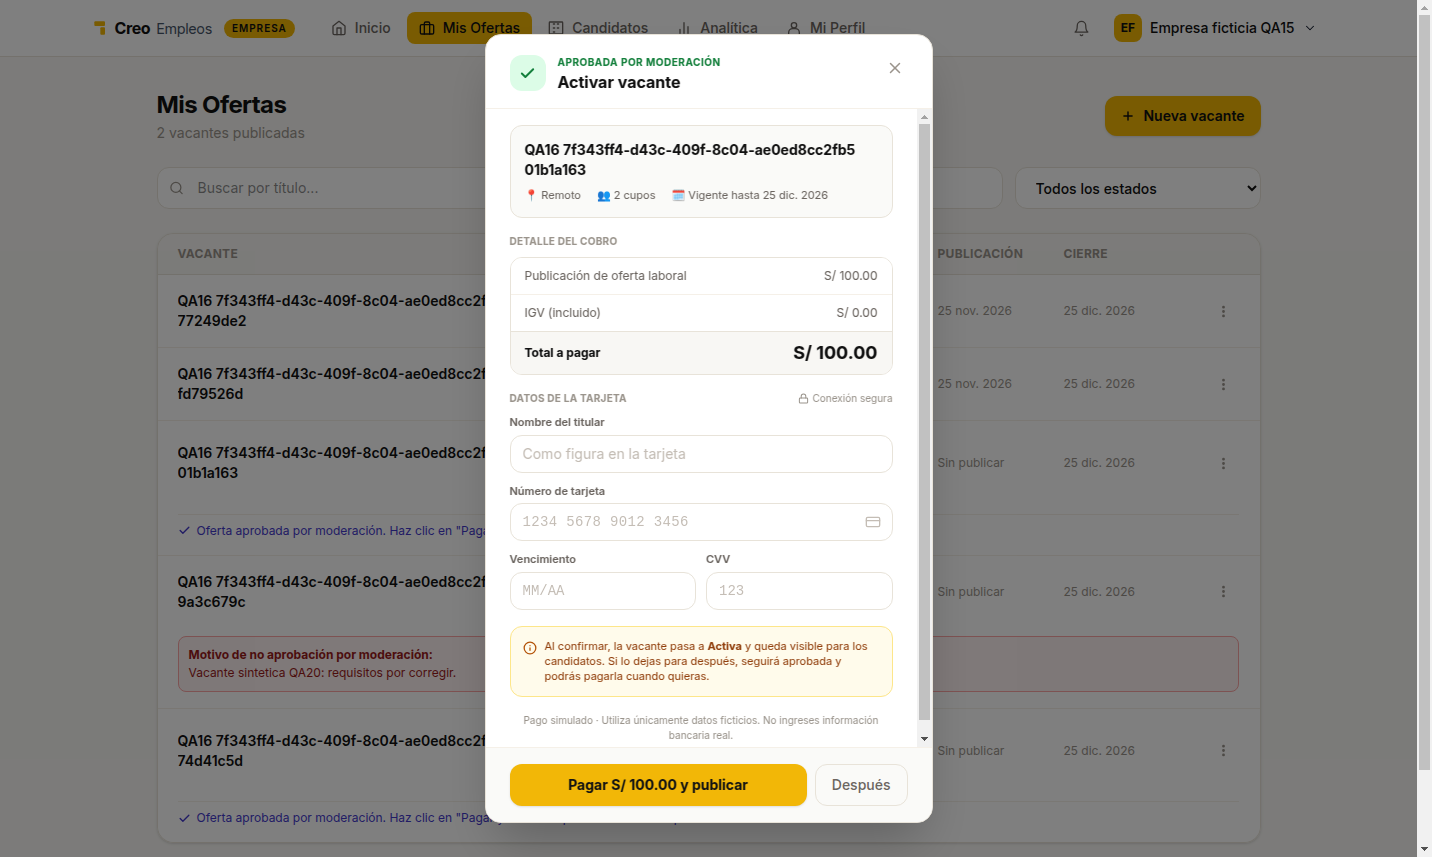 Creo Empleos EMPRESA
Inicio
Mis Ofertas
Candidatos
Analítica
Mi Perfil
EF Empresa ficticia QA15
Mis Ofertas
2 vacantes publicadas
Nueva vacante
Buscar por título...
Todos los estados
VACANTE
PUBLICACIÓN
CIERRE
QA16 7f343ff4-d43c-409f-8c04-ae0ed8cc2f
77249de2
25 nov. 2026
25 dic. 2026
QA16 7f343ff4-d43c-409f-8c04-ae0ed8cc2f
fd79526d
25 nov. 2026
25 dic. 2026
QA16 7f343ff4-d43c-409f-8c04-ae0ed8cc2f
01b1a163
Sin publicar
25 dic. 2026
Oferta aprobada por moderación. Haz clic en "Paga
QA16 7f343ff4-d43c-409f-8c04-ae0ed8cc2f
9a3c679c
Sin publicar
25 dic. 2026
Motivo de no aprobación por moderación:
Vacante sintetica QA20: requisitos por corregir.
QA16 7f343ff4-d43c-409f-8c04-ae0ed8cc2f
74d41c5d
Sin publicar
25 dic. 2026
Oferta aprobada por moderación. Haz clic en "Pagar
APROBADA POR MODERACIÓN
Activar vacante
QA16 7f343ff4-d43c-409f-8c04-ae0ed8cc2fb5
01b1a163
Remoto
2 cupos
Vigente hasta 25 dic. 2026
DETALLE DEL COBRO
Publicación de oferta laboral
S/ 100.00
IGV (incluido)
S/ 0.00
Total a pagar
S/ 100.00
DATOS DE LA TARJETA
Conexión segura
Nombre del titular
Como figura en la tarjeta
Número de tarjeta
1234 5678 9012 3456
Vencimiento
CVV
MM/AA
123
Al confirmar, la vacante pasa a Activa y queda visible para los
candidatos. Si lo dejas para después, seguirá aprobada y
podrás pagarla cuando quieras.
Pago simulado · Utiliza únicamente datos ficticios. No ingreses información
bancaria real.
Pagar S/ 100.00 y publicar
Después